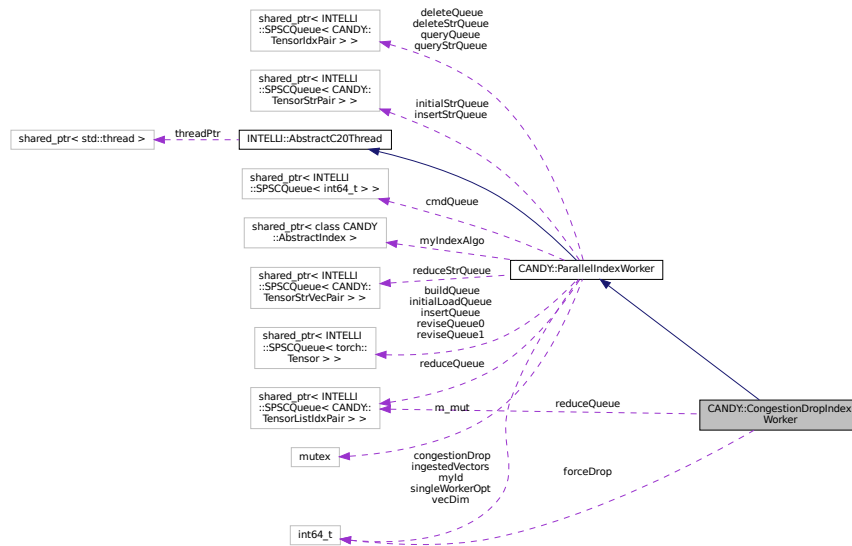 shared_ptr< INTELLI
::SPSCQueue< CANDY::
TensorIdxPair > >
deleteQueue
deleteStrQueue
queryQueue
queryStrQueue
shared_ptr< INTELLI
::SPSCQueue< CANDY::
TensorStrPair > >
initialStrQueue
insertStrQueue
shared_ptr< std::thread >
threadPtr
INTELLI::AbstractC20Thread
shared_ptr< INTELLI
::SPSCQueue< int64_t > >
cmdQueue
shared_ptr< class CANDY
::AbstractIndex >
myIndexAlgo
CANDY::ParallelIndexWorker
shared_ptr< INTELLI
::SPSCQueue< CANDY::
TensorStrVecPair > >
reduceStrQueue
buildQueue
initialLoadQueue
insertQueue
reviseQueue0
reviseQueue1
shared_ptr< INTELLI
::SPSCQueue< torch::
Tensor > >
reduceQueue
shared_ptr< INTELLI
::SPSCQueue< CANDY::
TensorListIdxPair > >
m_mut
reduceQueue
CANDY::CongestionDropIndex
Worker
mutex
congestionDrop
ingestedVectors
myId
singleWorkerOpt
vecDim
forceDrop
int64_t